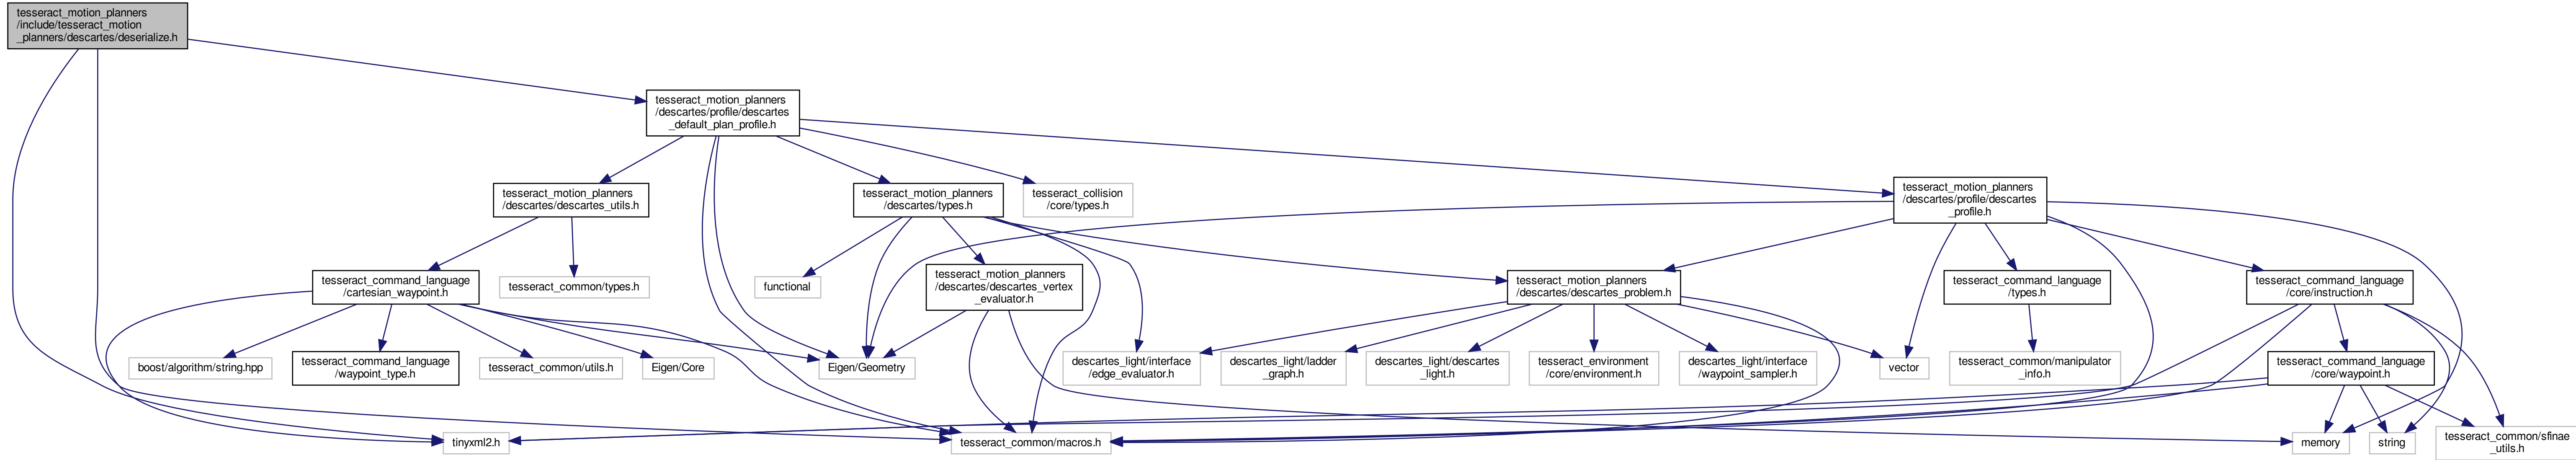 tesseract_motion_planners
/include/tesseract_motion
_planners/descartes/deserialize.h
tesseract_motion_planners
/descartes/profile/descartes
_default_plan_profile.h
tesseract_motion_planners
/descartes/descartes_utils.h
tesseract_motion_planners
/descartes/types.h
tesseract_collision
/core/types.h
tesseract_motion_planners
/descartes/profile/descartes
_profile.h
tesseract_command_language
/cartesian_waypoint.h
tesseract_common/types.h
functional
tesseract_motion_planners
/descartes/descartes_vertex
_evaluator.h
tesseract_motion_planners
/descartes/descartes_problem.h
tesseract_command_language
/types.h
tesseract_command_language
/core/instruction.h
boost/algorithm/string.hpp
tesseract_command_language
/waypoint_type.h
tesseract_common/utils.h
Eigen/Core
Eigen/Geometry
descartes_light/interface
/edge_evaluator.h
descartes_light/ladder
_graph.h
descartes_light/descartes
_light.h
tesseract_environment
/core/environment.h
descartes_light/interface
/waypoint_sampler.h
vector
tesseract_common/manipulator
_info.h
tesseract_command_language
/core/waypoint.h
tinyxml2.h
tesseract_common/macros.h
memory
string
tesseract_common/sfinae
_utils.h